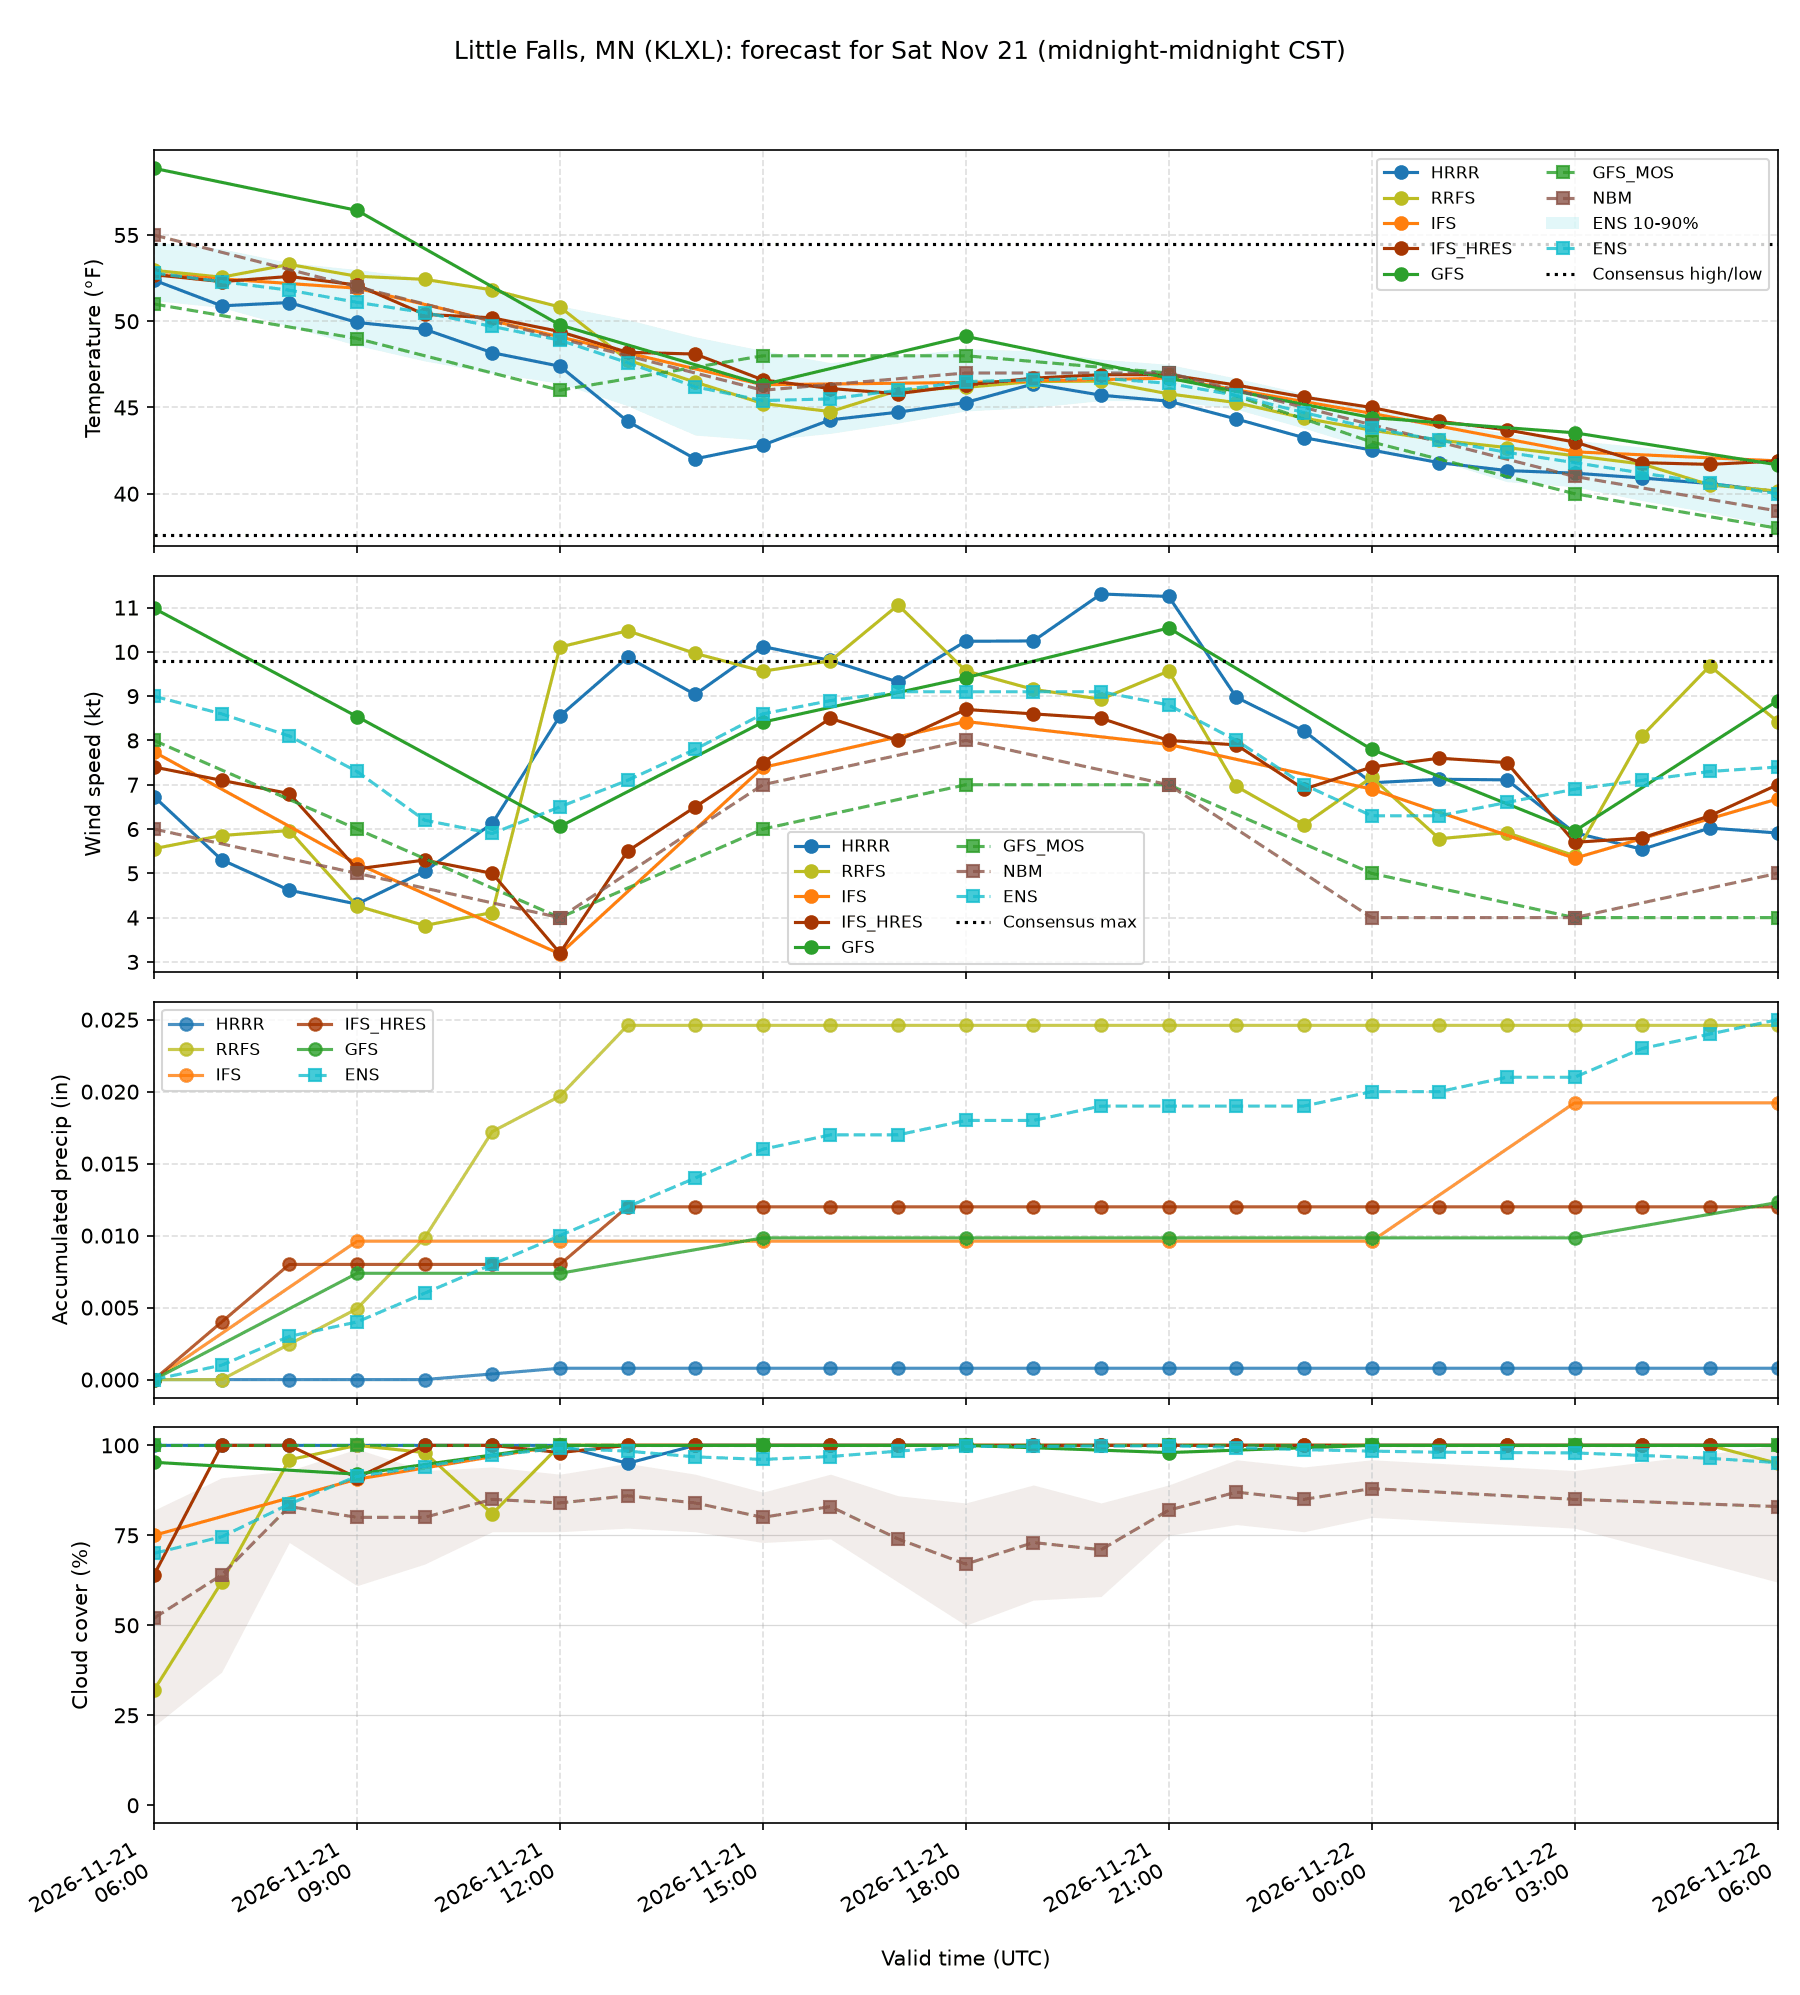 Little Falls, MN (KLXL): forecast for Sat Nov 21 (midnight-midnight CST)
Temperature (°F)
55
50
45
40
HRRR
RRFS
IFS
IFS_HRES
GFS
GFS_MOS
NBM
ENS 10-90%
ENS
Consensus high/low
Wind speed (kt)
11
10
9
8
7
6
5
4
3
HRRR
RRFS
IFS
IFS_HRES
GFS
GFS_MOS
NBM
ENS
Consensus max
Accumulated precip (in)
0.025
0.020
0.015
0.010
0.005
0.000
HRRR
RRFS
IFS
IFS_HRES
GFS
ENS
Cloud cover (%)
100
75
50
25
0
2026-11-21
06:00
2026-11-21
09:00
2026-11-21
12:00
2026-11-21
15:00
2026-11-21
18:00
2026-11-21
21:00
2026-11-22
00:00
2026-11-22
03:00
2026-11-22
06:00
Valid time (UTC)